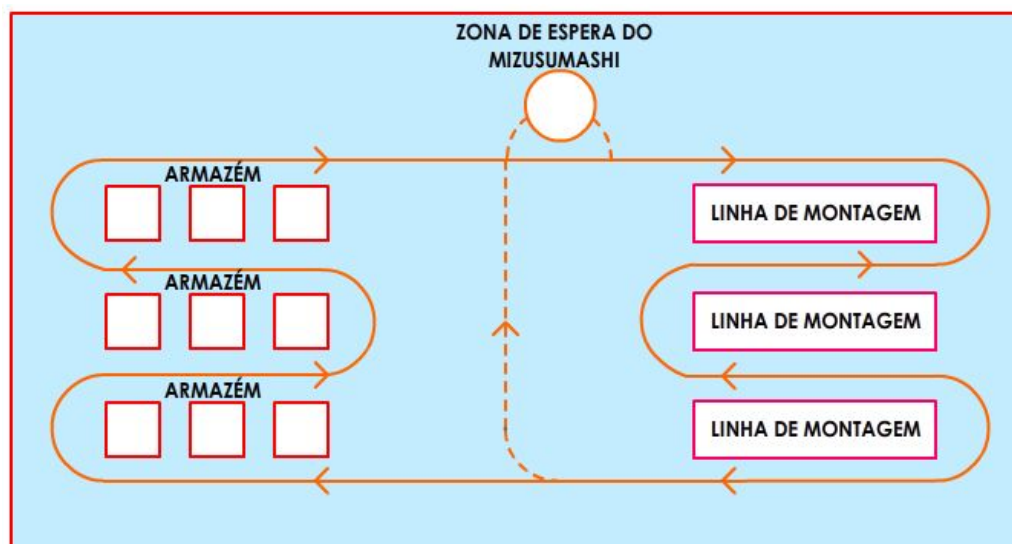 ZONA DE ESPERA DO
MIZUSUMASHI
ARMAZÉM
LINHA DE MONTAGEM
ARMAZÉM
LINHA DE MONTAGEM
ARMAZÉM
LINHA DE MONTAGEM